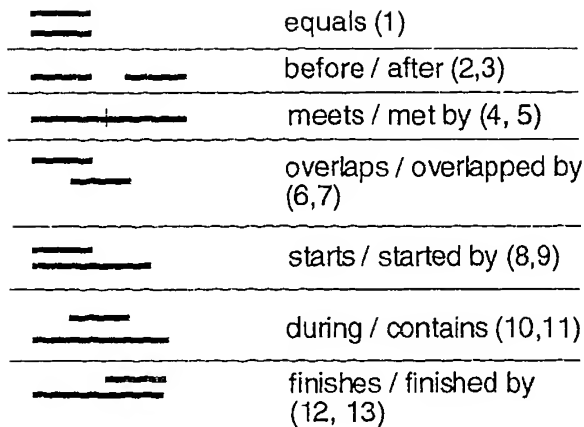 equals (1)
before / after (2,3)
meets / met by (4, 5)
overlaps / overlapped by
(6,7)
starts / started by (8,9)
during / contains (10,11)
finishes / finished by
(12, 13)